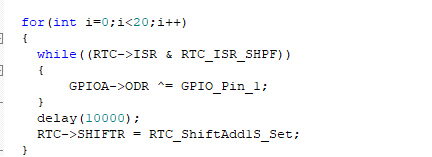 for(int i=0;i<20;i++)
{
while((RTC->ISR & RTC_ISR_SHPF))
{
GPIOA->ODR ^= GPIO_Pin_1;
}
delay(10000);
RTC->SHIFTR = RTC_ShiftAdd1S_Set;
}